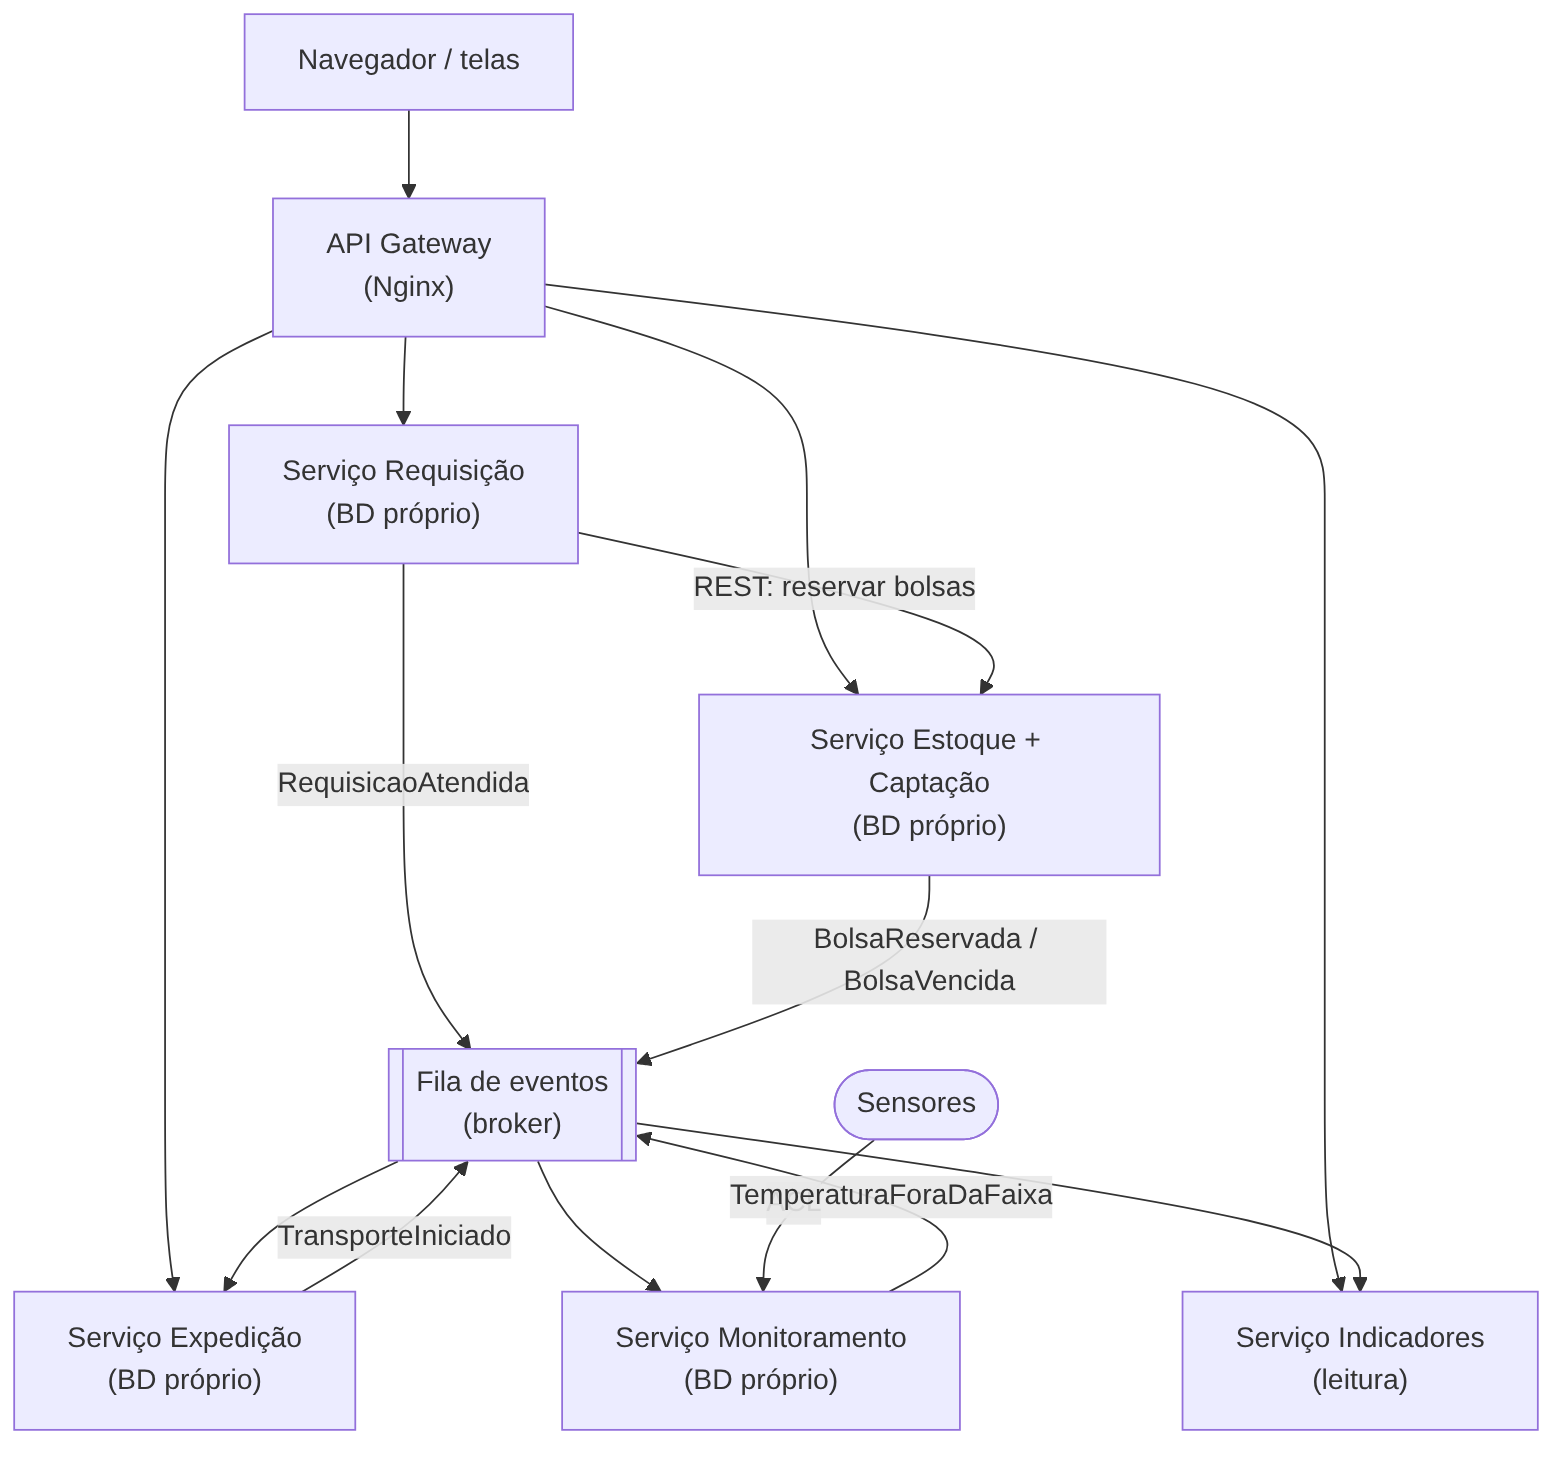 Navegador / telas
API Gateway
(Nginx)
Serviço Requisição
(BD próprio)
REST: reservar bolsas
RequisicaoAtendida
Serviço Estoque +
Captação
(BD próprio)
BolsaReservada /
BolsaVencida
Fila de eventos
(broker)
Sensores
TemperaturaForaDaFaixa
TransporteIniciado
Serviço Expedição
(BD próprio)
Serviço Monitoramento
(BD próprio)
Serviço Indicadores
(leitura)